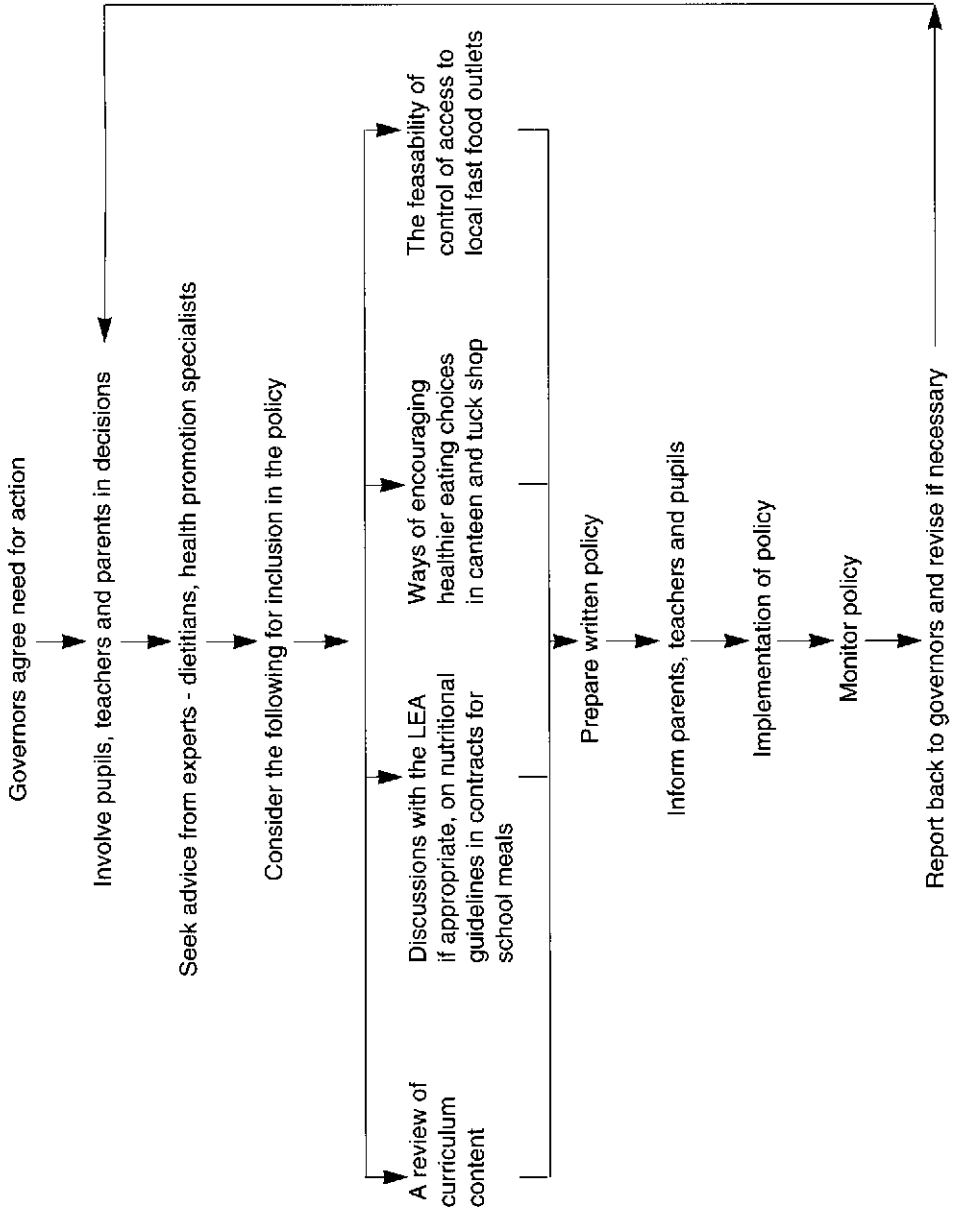 Governors agree need for action
Involve pupils, teachers and parents in decisions
Seek advice from experts - dietitians, health promotion specialists
Consider the following for inclusion in the policy
A review of
curriculum
content
Discussions with the LEA
if appropriate, on nutritional
guidelines in contracts for
school meals
Ways of encouraging
healthier eating choices
in canteen and tuck shop
The feasability of
control of access to
local fast food outlets
Prepare written policy
Inform parents, teachers and pupils
Implementation of policy
Monitor policy
Report back to governors and revise if necessary